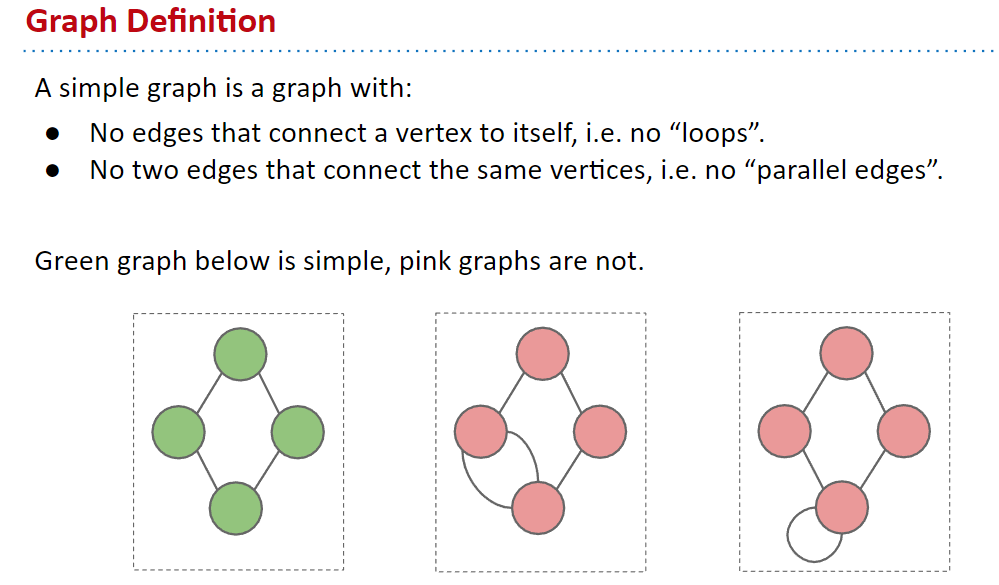 Graph Definition
A simple graph is a graph with:
● No edges that connect a vertex to itself, i.e. no “loops”.
● No two edges that connect the same vertices, i.e. no “parallel edges”.
Green graph below is simple, pink graphs are not.